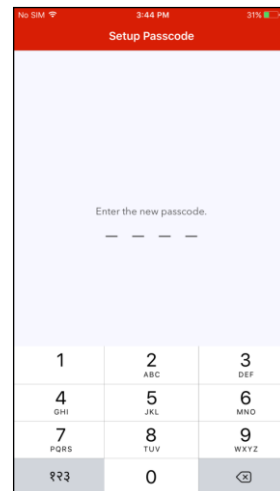 No SIM 3:44 PM 31%
Setup Passcode
Enter the new passcode.
1 2 3
ABC DEF
4 5 6
GHI JKL MNO
7 8 9
PQRS TUV WXYZ
१२३ 0